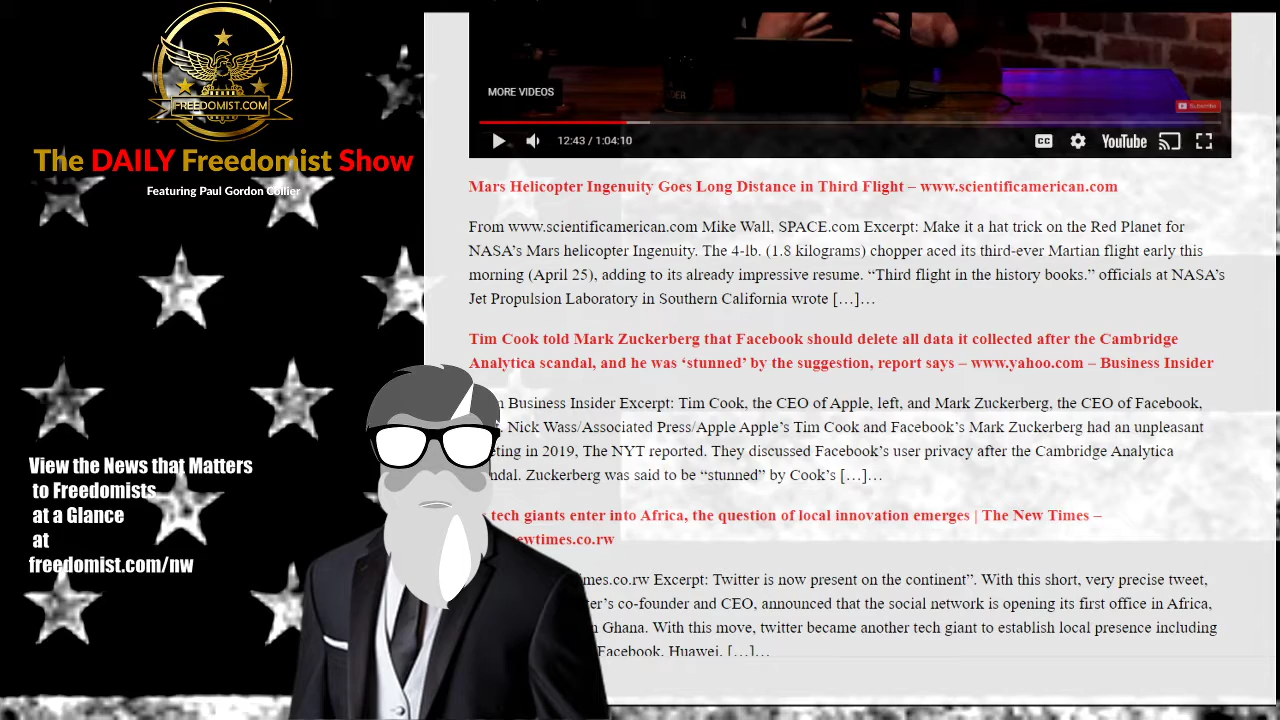 FREEDOMIST.COM
The DAILY Freedomist Show
Featuring Paul Gordon Collier
View the News that Matters
to Freedomists
at a Glance
at
freedomist.com/nw
MORE VIDEOS
Subscribe
12:43 / 1:04:10
CC
YouTube
Mars Helicopter Ingenuity Goes Long Distance in Third Flight – www.scientificamerican.com
From www.scientificamerican.com Mike Wall, SPACE.com Excerpt: Make it a hat trick on the Red Planet for
NASA’s Mars helicopter Ingenuity. The 4-lb. (1.8 kilograms) chopper aced its third-ever Martian flight early this
morning (April 25), adding to its already impressive resume. “Third flight in the history books.” officials at NASA’s
Jet Propulsion Laboratory in Southern California wrote […]…
Tim Cook told Mark Zuckerberg that Facebook should delete all data it collected after the Cambridge
Analytica scandal, and he was ‘stunned’ by the suggestion, report says – www.yahoo.com – Business Insider
Business Insider Excerpt: Tim Cook, the CEO of Apple, left, and Mark Zuckerberg, the CEO of Facebook,
Nick Wass/Associated Press/Apple Apple’s Tim Cook and Facebook’s Mark Zuckerberg had an unpleasant
eting in 2019, The NYT reported. They discussed Facebook’s user privacy after the Cambridge Analytica
ndal. Zuckerberg was said to be “stunned” by Cook’s […]…
tech giants enter into Africa, the question of local innovation emerges | The New Times –
ewtimes.co.rw
mes.co.rw Excerpt: Twitter is now present on the continent”. With this short, very precise tweet,
er’s co-founder and CEO, announced that the social network is opening its first office in Africa,
n Ghana. With this move, twitter became another tech giant to establish local presence including
Facebook, Huawei, […]…